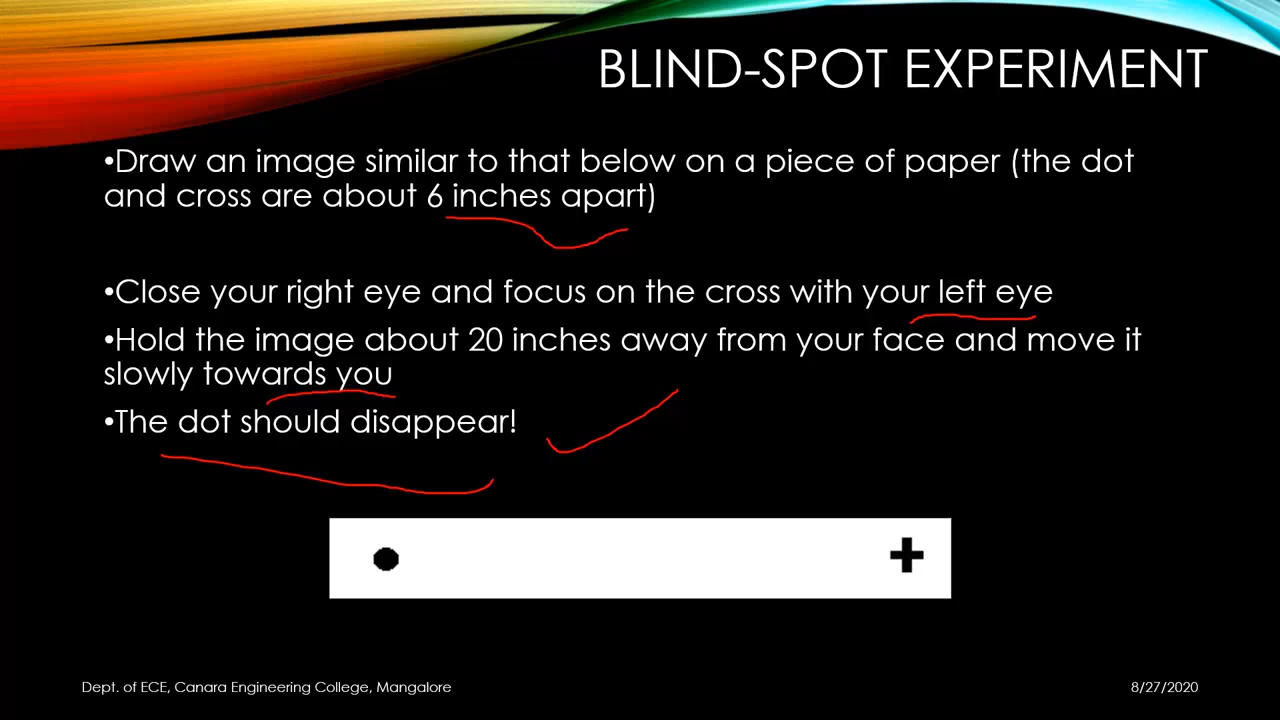 BLIND-SPOT EXPERIMENT
•Draw an image similar to that below on a piece of paper (the dot
and cross are about 6 inches apart)
•Close your right eye and focus on the cross with your left eye
•Hold the image about 20 inches away from your face and move it
slowly towards you
•The dot should disappear!
Dept. of ECE, Canara Engineering College, Mangalore
8/27/2020